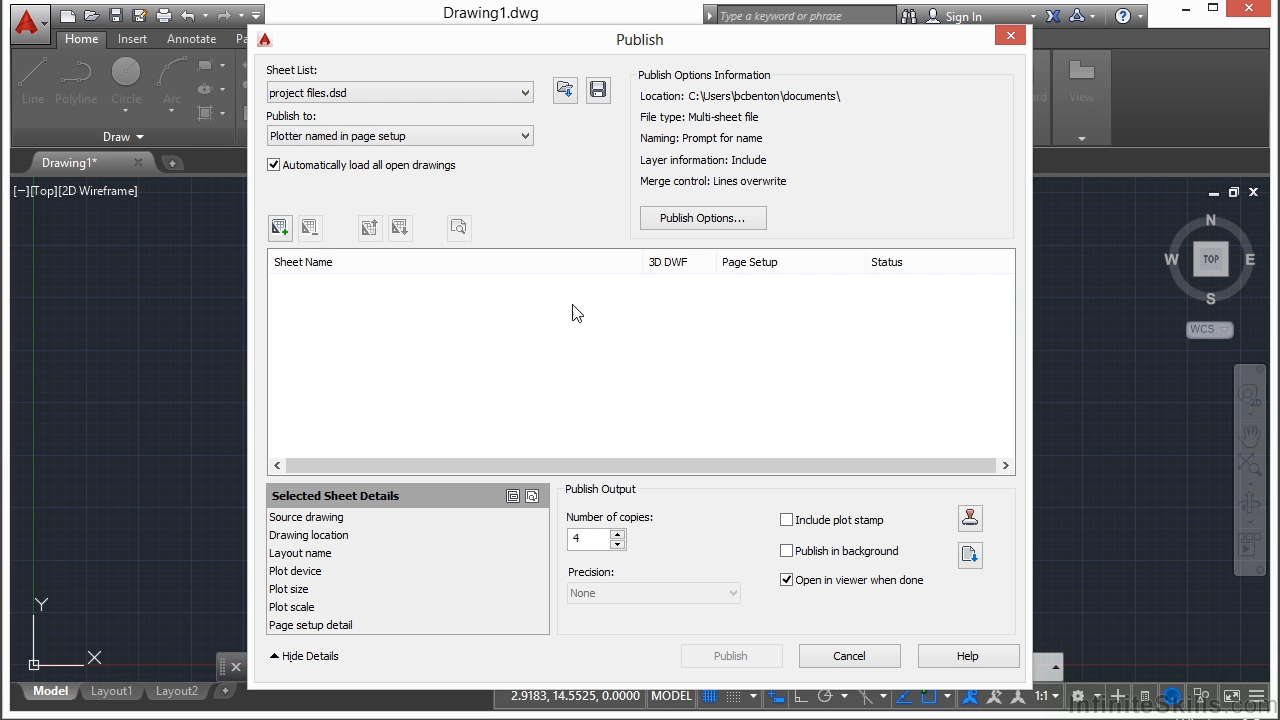 Drawing1.dwg
Type a keyword or phrase
Sign In
Home Insert Annotate Pa
Line Polyline Circle Arc
Draw
View
Drawing1*
[−][Top][2D Wireframe]
Publish
Sheet List:
project files.dsd
Publish to:
Plotter named in page setup
Automatically load all open drawings
Publish Options Information
Location: C:\Users\bcbenton\documents\
File type: Multi-sheet file
Naming: Prompt for name
Layer information: Include
Merge control: Lines overwrite
Publish Options...
Sheet Name 3D DWF Page Setup Status
N
W TOP E
S
WCS
Selected Sheet Details
Source drawing
Drawing location
Layout name
Plot device
Plot size
Plot scale
Page setup detail
Publish Output
Number of copies:
4
Precision:
None
Include plot stamp
Publish in background
Open in viewer when done
Hide Details
Publish Cancel Help
Y
X
Model Layout1 Layout2
2.9183, 14.5525, 0.0000 MODEL
1:1
InfiniteSkills.com